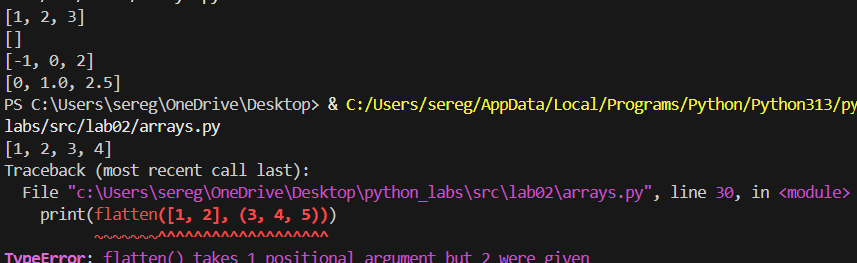 [1, 2, 3]
[]
[-1, 0, 2]
[0, 1.0, 2.5]
PS C:\Users\sereg\OneDrive\Desktop> & C:/Users/sereg/AppData/Local/Programs/Python/Python313/py
labs/src/lab02/arrays.py
[1, 2, 3, 4]
Traceback (most recent call last):
  File "c:\Users\sereg\OneDrive\Desktop\python_labs\src\lab02\arrays.py", line 30, in <module>
    print(flatten([1, 2], (3, 4, 5)))
          ~~~~~~~^^^^^^^^^^^^^^^^^^^
TypeError: flatten() takes 1 positional argument but 2 were given